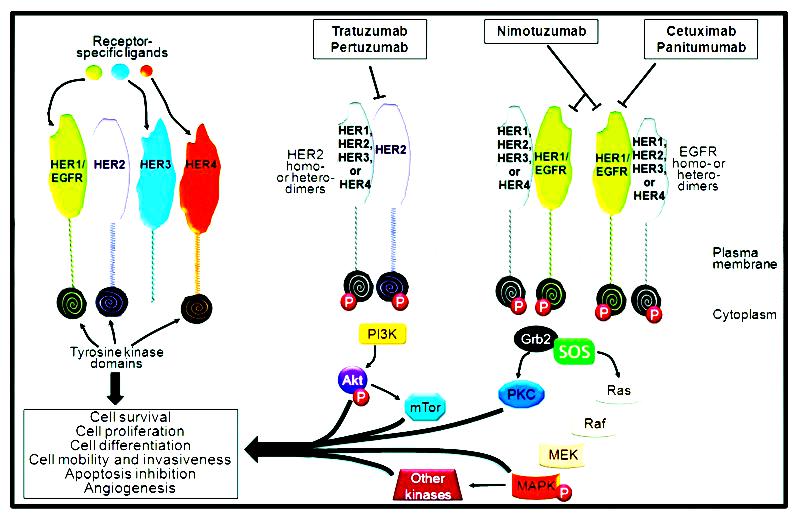 Receptor-
specific ligands
HER1/
EGFR
HER2
HER3
HER4
Tyrosine kinase
domains
Cell survival
Cell proliferation
Cell differentiation
Cell mobility and invasiveness
Apoptosis inhibition
Angiogenesis
Tratuzumab
Pertuzumab
HER2
homo-
or hetero-
dimers
HER1,
HER2,
HER3,
or
HER4
HER2
P
P
PI3K
Akt
P
mTor
Nimotuzumab
Cetuximab
Panitumumab
HER1,
HER2,
HER3,
or
HER4
HER1/
EGFR
HER1/
EGFR
HER1,
HER2,
HER3,
or
HER4
EGFR
homo- or
hetero-
dimers
Plasma
membrane
Cytoplasm
P
P
P
P
Grb2
SOS
PKC
Ras
Raf
MEK
MAPK
P
Other
kinases